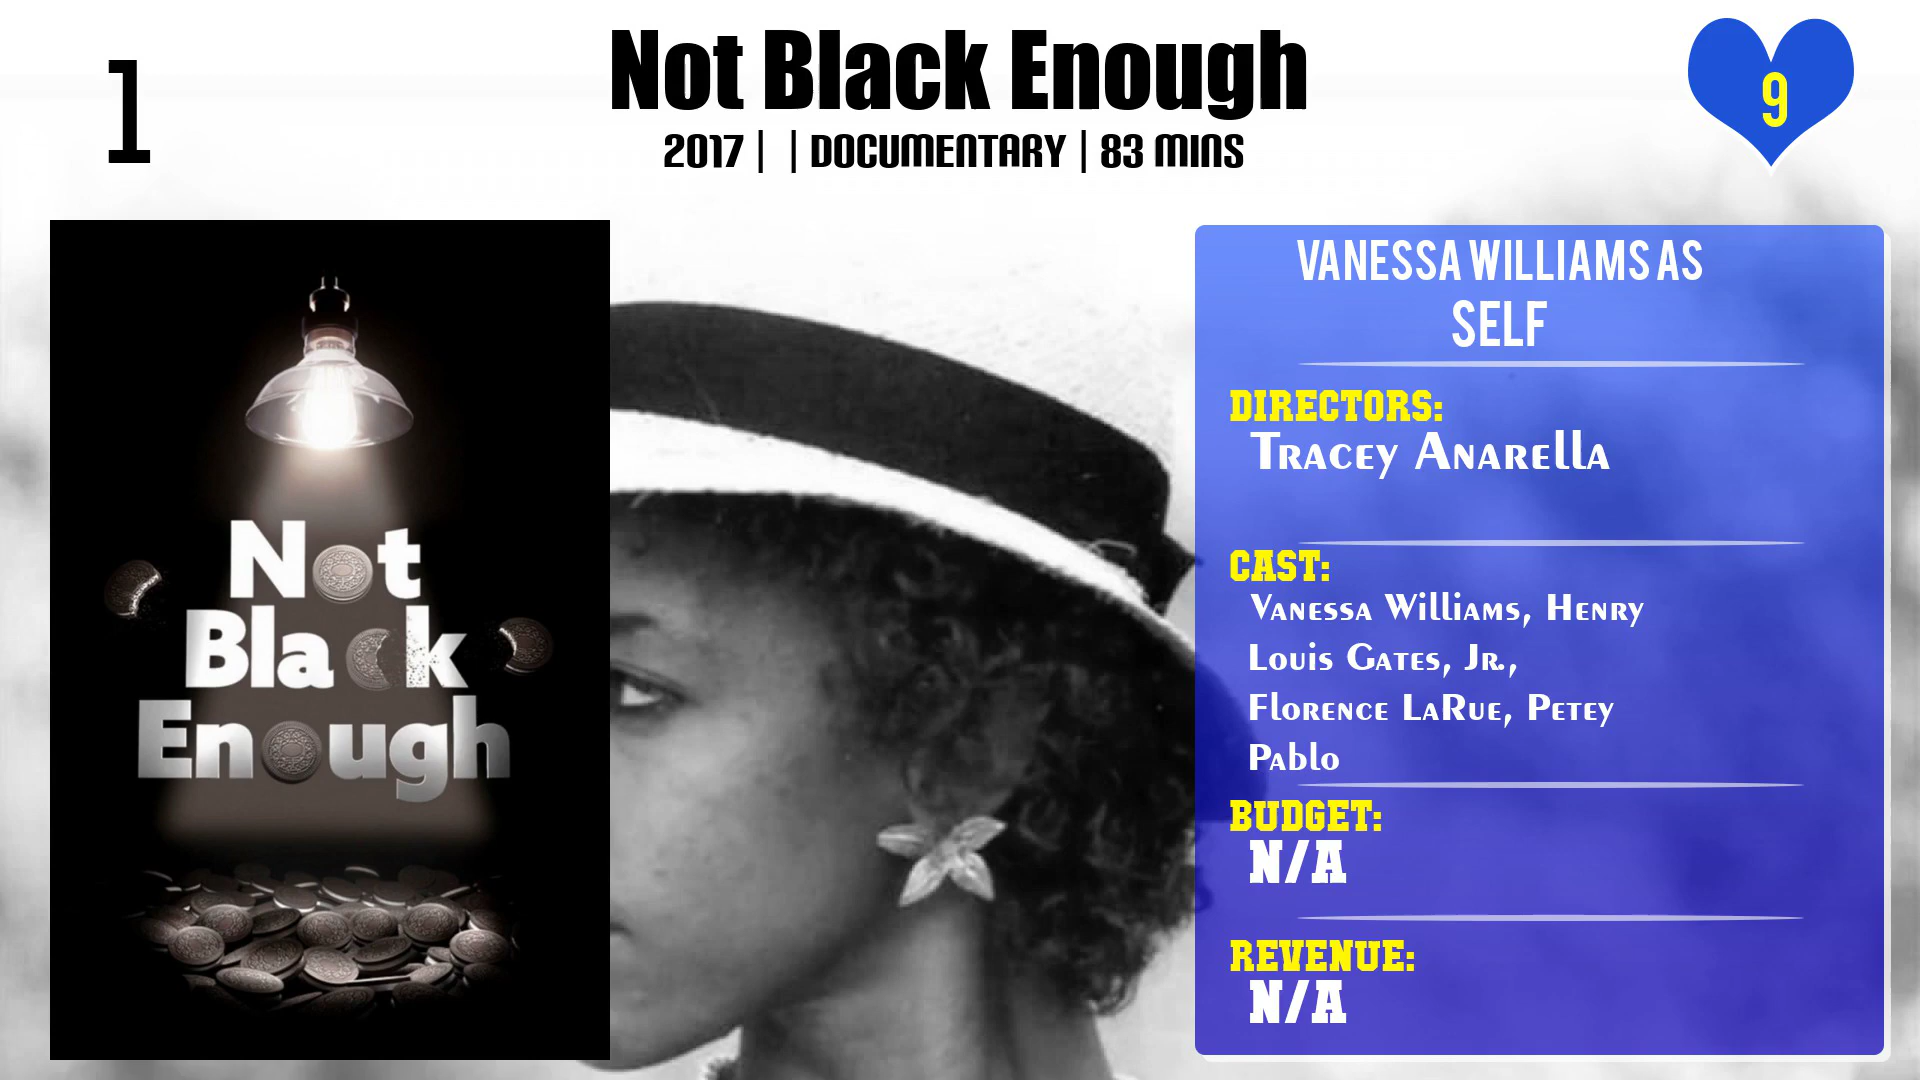 1
Not Black Enough
9
2017 | | DOCUMENTARY | 83 MINS
Not
Black
Enough
VANESSA WILLIAMS AS
SELF
DIRECTORS:
Tracey Anarella
CAST:
Vanessa Williams, Henry
Louis Gates, Jr.,
Florence LaRue, Petey
Pablo
BUDGET:
N/A
REVENUE:
N/A